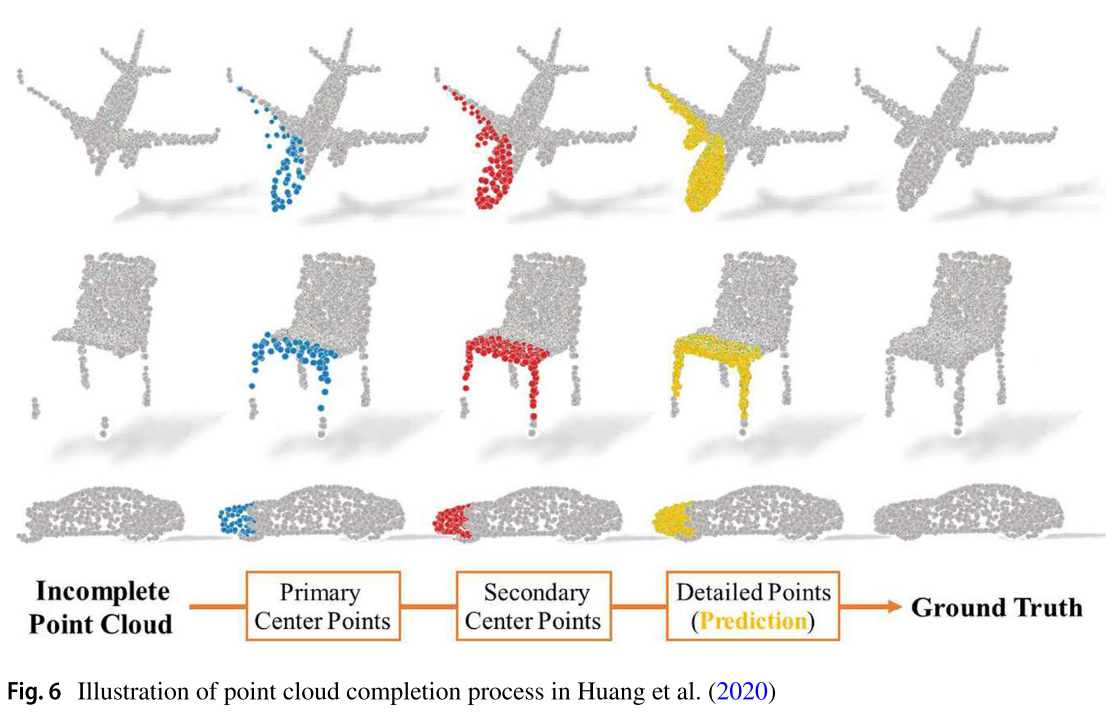 Incomplete
Point Cloud
Primary
Center Points
Secondary
Center Points
Detailed Points
(Prediction)
Ground Truth
Fig. 6 Illustration of point cloud completion process in Huang et al. (2020)